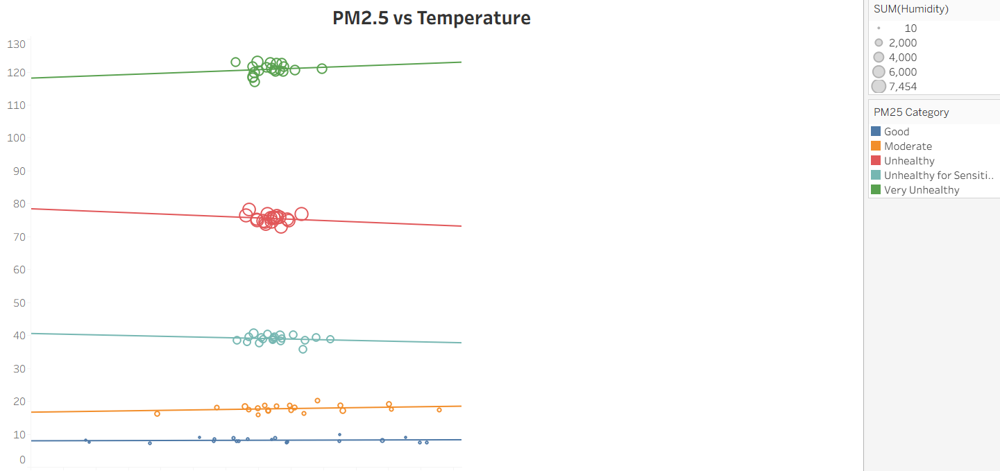 PM2.5 vs Temperature
130
120
110
100
90
80
70
60
50
40
30
20
10
0
SUM(Humidity)
10
2,000
4,000
6,000
7,454
PM25 Category
Good
Moderate
Unhealthy
Unhealthy for Sensiti..
Very Unhealthy